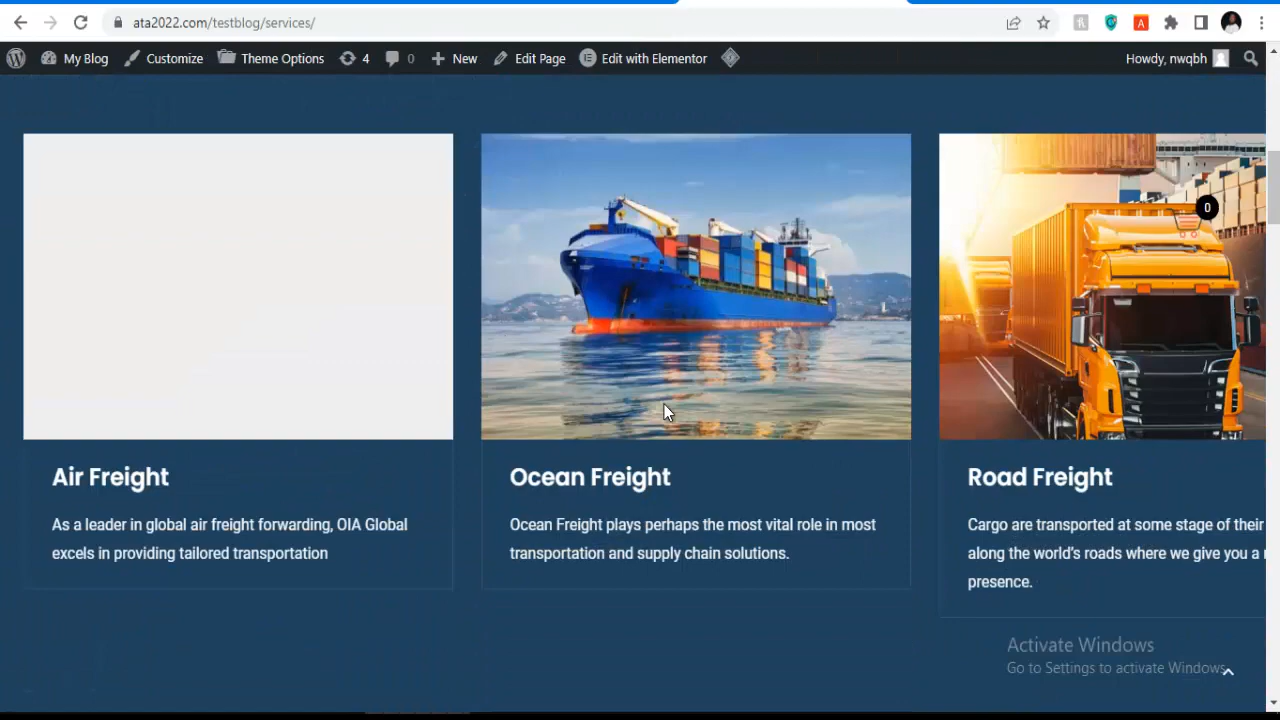 ata2022.com/testblog/services/
My Blog Customize Theme Options 4 0 New Edit Page Edit with Elementor Howdy, nwqbh
0
Air Freight
As a leader in global air freight forwarding, OIA Global
excels in providing tailored transportation
Ocean Freight
Ocean Freight plays perhaps the most vital role in most
transportation and supply chain solutions.
Road Freight
Cargo are transported at some stage of their
along the world's roads where we give you a
presence.
Activate Windows
Go to Settings to activate Windows.